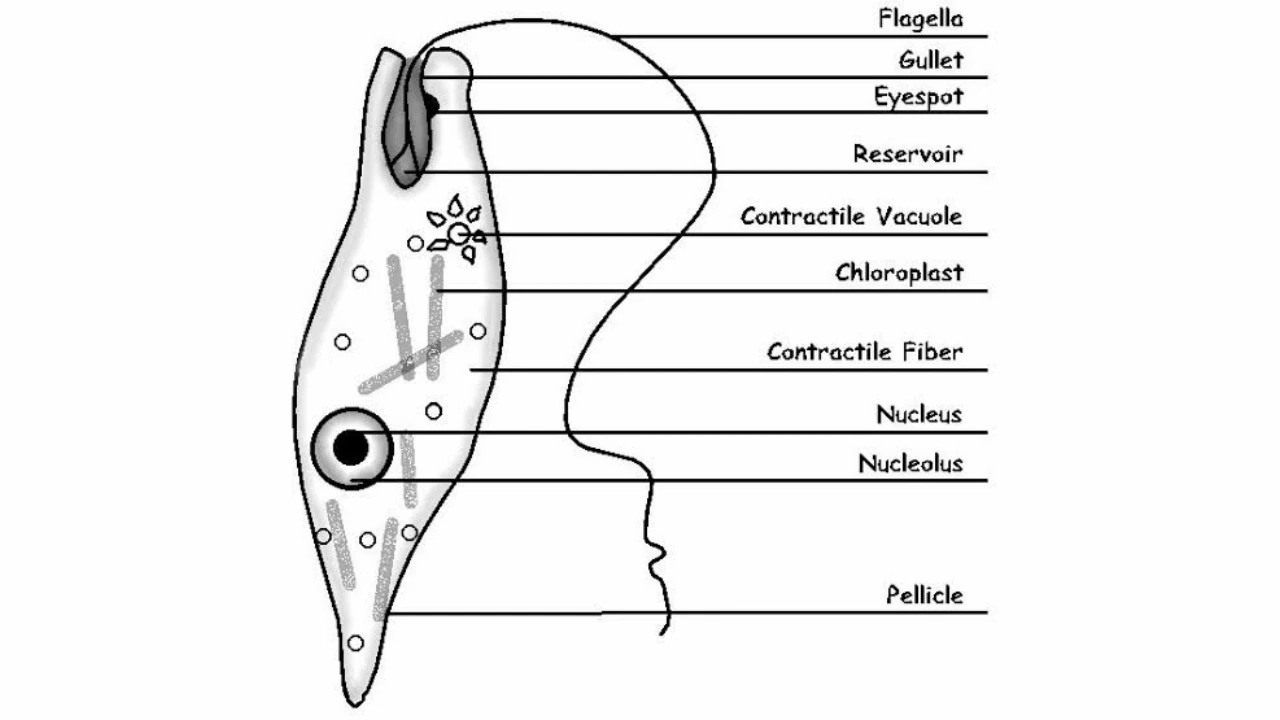 Flagella
Gullet
Eyespot
Reservoir
Contractile Vacuole
Chloroplast
Contractile Fiber
Nucleus
Nucleolus
Pellicle